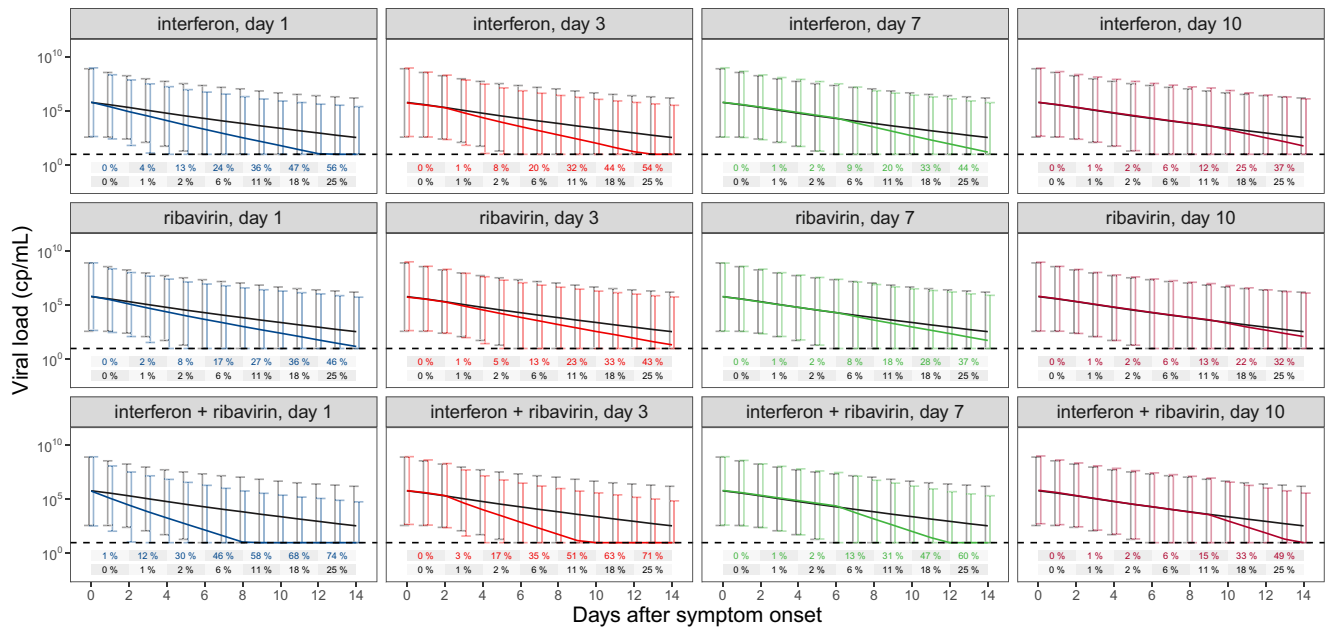 interferon, day 1
interferon, day 3
interferon, day 7
interferon, day 10
10^10
10^5
10^0
0 % 4 % 13 % 24 % 36 % 47 % 56 %
0 % 1 % 2 % 6 % 11 % 18 % 25 %
0 % 1 % 8 % 20 % 32 % 44 % 54 %
0 % 1 % 2 % 6 % 11 % 18 % 25 %
0 % 1 % 2 % 9 % 20 % 33 % 44 %
0 % 1 % 2 % 6 % 11 % 18 % 25 %
0 % 1 % 2 % 6 % 12 % 25 % 37 %
0 % 1 % 2 % 6 % 11 % 18 % 25 %
Viral load (cp/mL)
ribavirin, day 1
ribavirin, day 3
ribavirin, day 7
ribavirin, day 10
10^10
10^5
10^0
0 % 2 % 8 % 17 % 27 % 36 % 46 %
0 % 1 % 2 % 6 % 11 % 18 % 25 %
0 % 1 % 5 % 13 % 23 % 33 % 43 %
0 % 1 % 2 % 6 % 11 % 18 % 25 %
0 % 1 % 2 % 8 % 18 % 28 % 37 %
0 % 1 % 2 % 6 % 11 % 18 % 25 %
0 % 1 % 2 % 6 % 13 % 22 % 32 %
0 % 1 % 2 % 6 % 11 % 18 % 25 %
interferon + ribavirin, day 1
interferon + ribavirin, day 3
interferon + ribavirin, day 7
interferon + ribavirin, day 10
10^10
10^5
10^0
1 % 12 % 30 % 46 % 58 % 68 % 74 %
0 % 1 % 2 % 6 % 11 % 18 % 25 %
0 % 3 % 17 % 35 % 51 % 63 % 71 %
0 % 1 % 2 % 6 % 11 % 18 % 25 %
0 % 1 % 2 % 13 % 31 % 47 % 60 %
0 % 1 % 2 % 6 % 11 % 18 % 25 %
0 % 1 % 2 % 6 % 15 % 33 % 49 %
0 % 1 % 2 % 6 % 11 % 18 % 25 %
0 2 4 6 8 10 12 14
0 2 4 6 8 10 12 14
0 2 4 6 8 10 12 14
0 2 4 6 8 10 12 14
Days after symptom onset